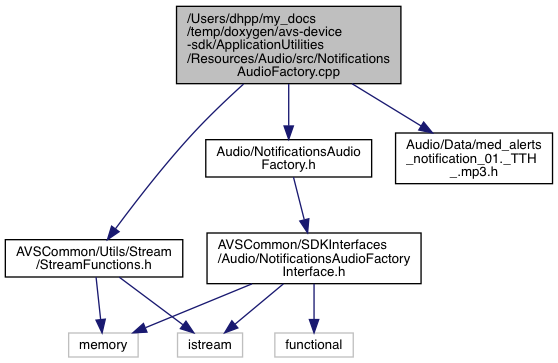 /Users/dhpp/my_docs
/temp/doxygen/avs-device
-sdk/ApplicationUtilities
/Resources/Audio/src/Notifications
AudioFactory.cpp
Audio/NotificationsAudio
Factory.h
Audio/Data/med_alerts
_notification_01._TTH
_.mp3.h
AVSCommon/Utils/Stream
/StreamFunctions.h
AVSCommon/SDKInterfaces
/Audio/NotificationsAudioFactory
Interface.h
memory
istream
functional